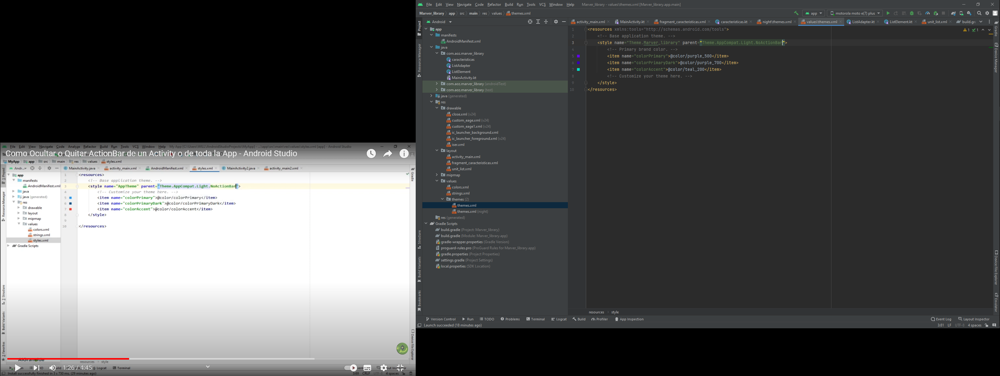 File Edit View Navigate Code Analyze Refactor Build Run Tools VCS Window Help My App [C:\Users\WILL\AndroidStudioProjects\MyApp] - ...\app\src\main\res\values\styles.xml [app] - Android Studio
Como Ocultar o Quitar ActionBar de un Activity o de toda la App - Android Studio
MyApp app src main res values styles.xml
Andr... MainActivity.java activity_main.xml AndroidManifest.xml styles.xml MainActivity2.java activity_main2.xml
1: Project
Resource Manager
7: Structure
Build Variants
2: Favorites
app
manifests
AndroidManifest.xml
java
java (generated)
res
drawable
layout
mipmap
values
colors.xml
strings.xml
styles.xml
Gradle Scripts
1 <resources>
2 <!-- Base application theme. -->
3 <style name="AppTheme" parent="Theme.AppCompat.Light.NoActionBar">
4 <!-- Customize your theme here. -->
5 <item name="colorPrimary">@color/colorPrimary</item>
6 <item name="colorPrimaryDark">@color/colorPrimaryDark</item>
7 <item name="colorAccent">@color/colorAccent</item>
8 </style>
9
10 </resources>
Gradle
Device File Explorer
resources style
1:26 / 4:45
6: Logcat Terminal
Install successfully finished in 3 s 730 ms. (29 minutes ago)
3:69 CRLF UTF-8 4 spaces
File Edit View Navigate Code Refactor Build Run Tools VCS Window Help Marver_library - values\themes.xml [Marver_library.app.main]
Marver_library app src main res values themes.xml
app motorola moto e(7) plus
Android
activity_main.xml MainActivity.kt fragment_caracteristicas.xml caracteristicas.kt night\themes.xml values\themes.xml ListAdapter.kt ListElement.kt unit_list.xml build.gr
Project
Resource Manager
Structure
Build Variants
Bookmarks
app
manifests
AndroidManifest.xml
java
com.aoz.marver_library
caracteristicas
ListAdapter
ListElement
MainActivity.kt
com.aoz.marver_library (androidTest)
com.aoz.marver_library (test)
java (generated)
res
drawable
close.xml (v24)
custom_eage.xml (v24)
custom_eage1.xml (v24)
ic_launcher_background.xml
ic_launcher_foreground.xml (v24)
iser.xml
layout
activity_main.xml
fragment_caracteristicas.xml
unit_list.xml
mipmap
values
colors.xml
strings.xml
themes (2)
themes.xml
themes.xml (night)
res (generated)
Gradle Scripts
build.gradle (Project: Marver_library)
build.gradle (Module: Marver_library.app)
gradle-wrapper.properties (Gradle Version)
proguard-rules.pro (ProGuard Rules for Marver_library.app)
gradle.properties (Project Properties)
settings.gradle (Project Settings)
local.properties (SDK Location)
1 <resources xmlns:tools="http://schemas.android.com/tools">
2 <!-- Base application theme. -->
3 <style name="Theme.Marver_library" parent="Theme.AppCompat.Light.NoActionBar">
4 <!-- Primary brand color. -->
5 <item name="colorPrimary">@color/purple_500</item>
6 <item name="colorPrimaryDark">@color/purple_700</item>
7 <item name="colorAccent">@color/teal_200</item>
8 <!-- Customize your theme here. -->
9 </style>
10 </resources>
1 1
Gradle
Device Manager
Device File Explorer
Emulator
resources style
Version Control Run TODO Problems Terminal Logcat Build Profiler App Inspection
Event Log Layout Inspector
Launch succeeded (18 minutes ago)
3:81 LF UTF-8 4 spaces